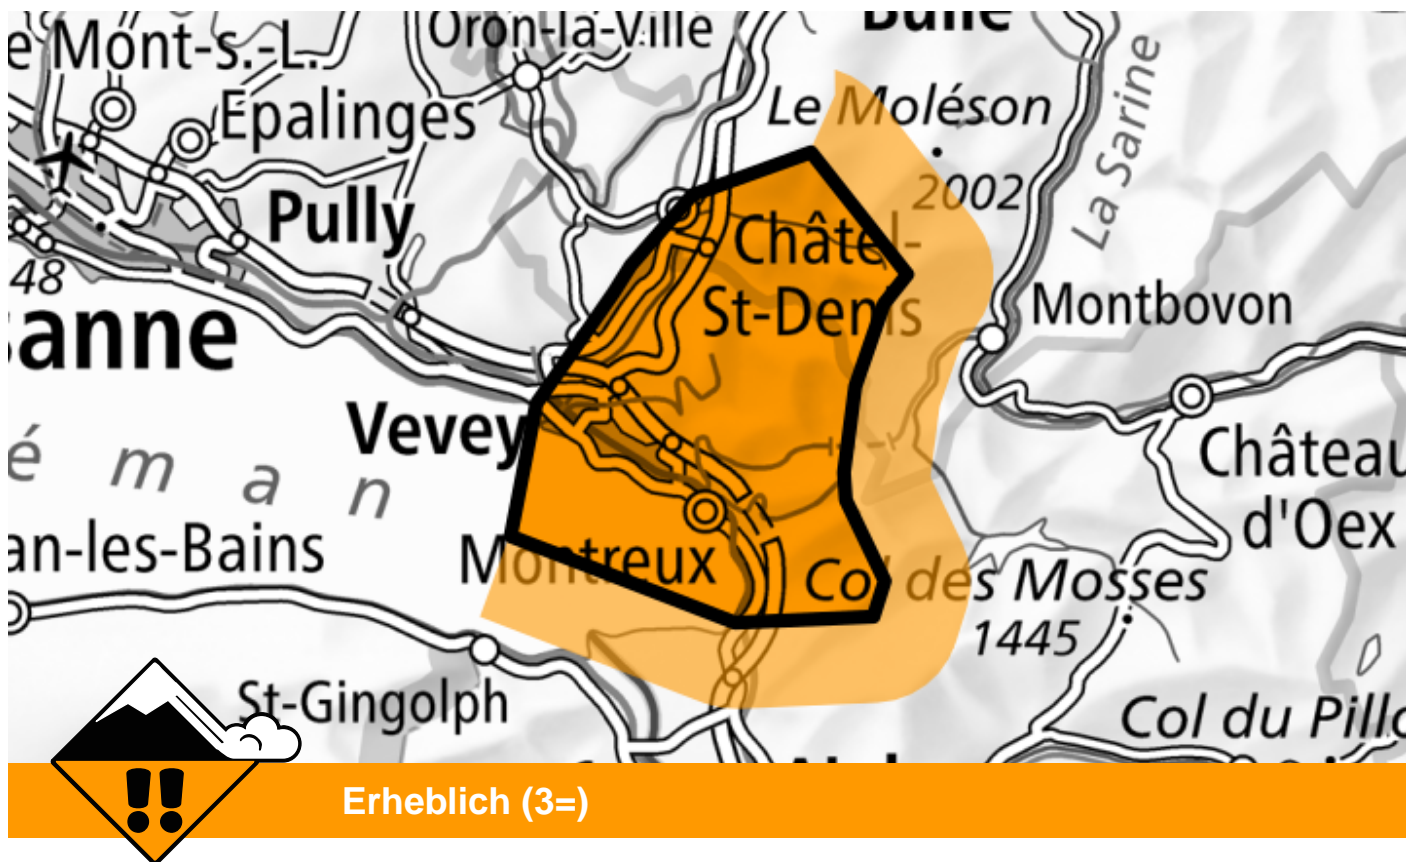 Bulle
Oron-la-Ville
e Mont-s.-L.
Epalinges
Le Moléson
2002
La Sarine
Pully
Châtel-
St-Denis
48
sanne
Montbovon
Vevey
é m a n
Château
d'Oex
an-les-Bains
Montreux
Col des Mosses
1445
St-Gingolph
Col du Pillo
Erheblich (3=)